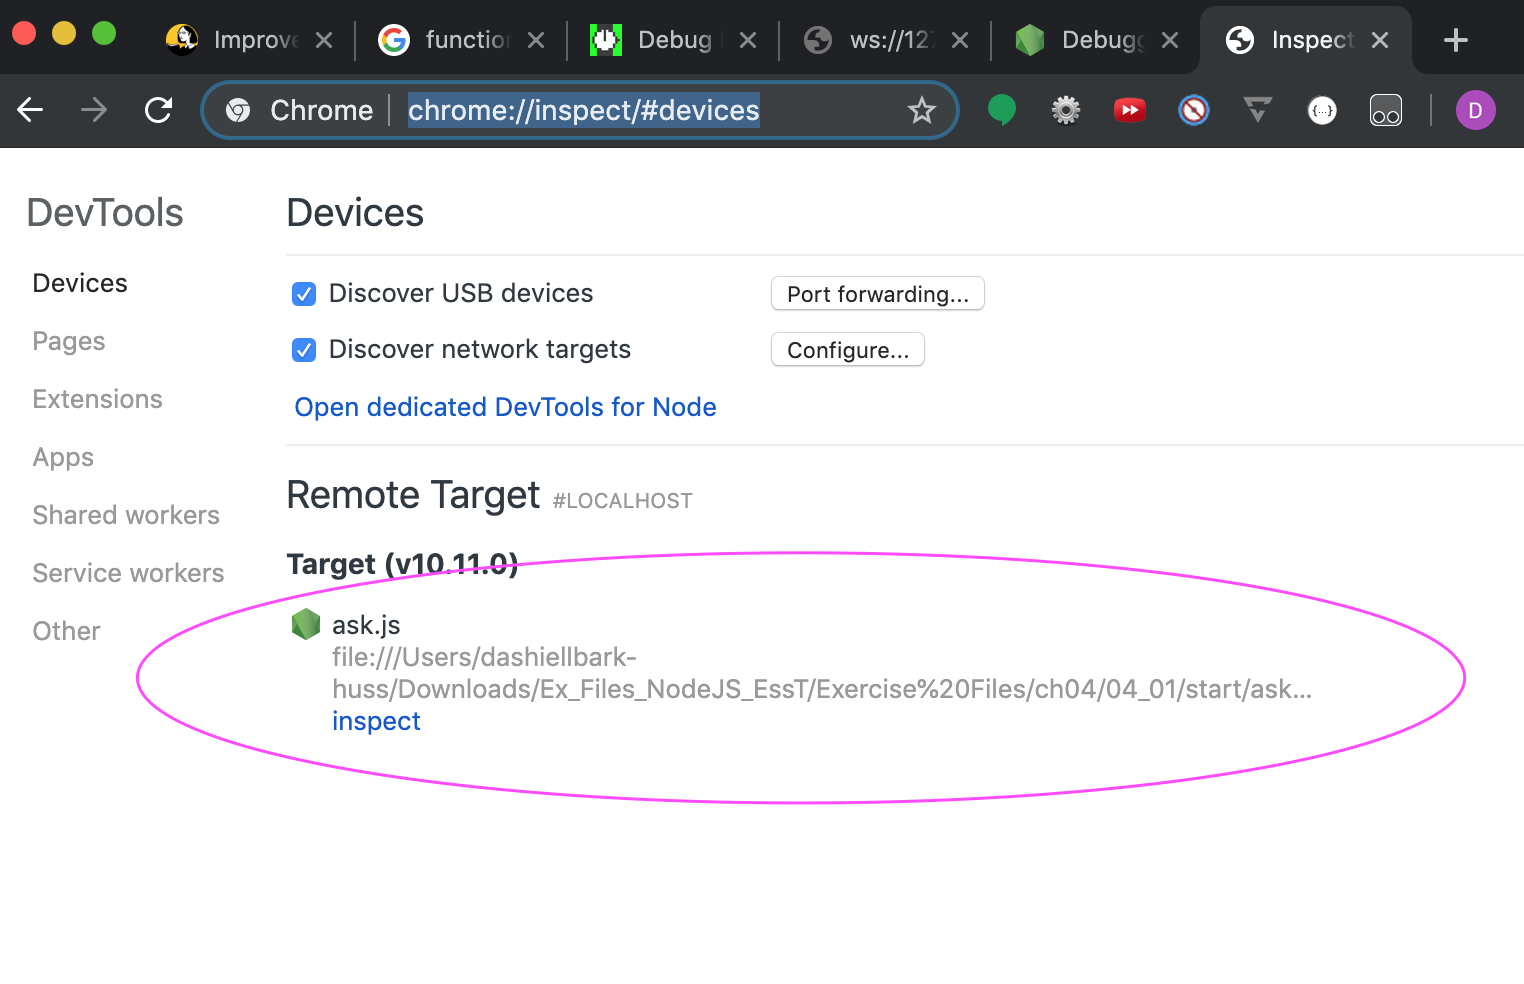 Improve
function
Debug
ws://127
Debugg
Inspect
Chrome chrome://inspect/#devices
D
DevTools
Devices
Pages
Extensions
Apps
Shared workers
Service workers
Other
Devices
Discover USB devices Port forwarding...
Discover network targets Configure...
Open dedicated DevTools for Node
Remote Target #LOCALHOST
Target (v10.11.0)
ask.js
file:///Users/dashiellbark-
huss/Downloads/Ex_Files_NodeJS_EssT/Exercise%20Files/ch04/04_01/start/ask...
inspect